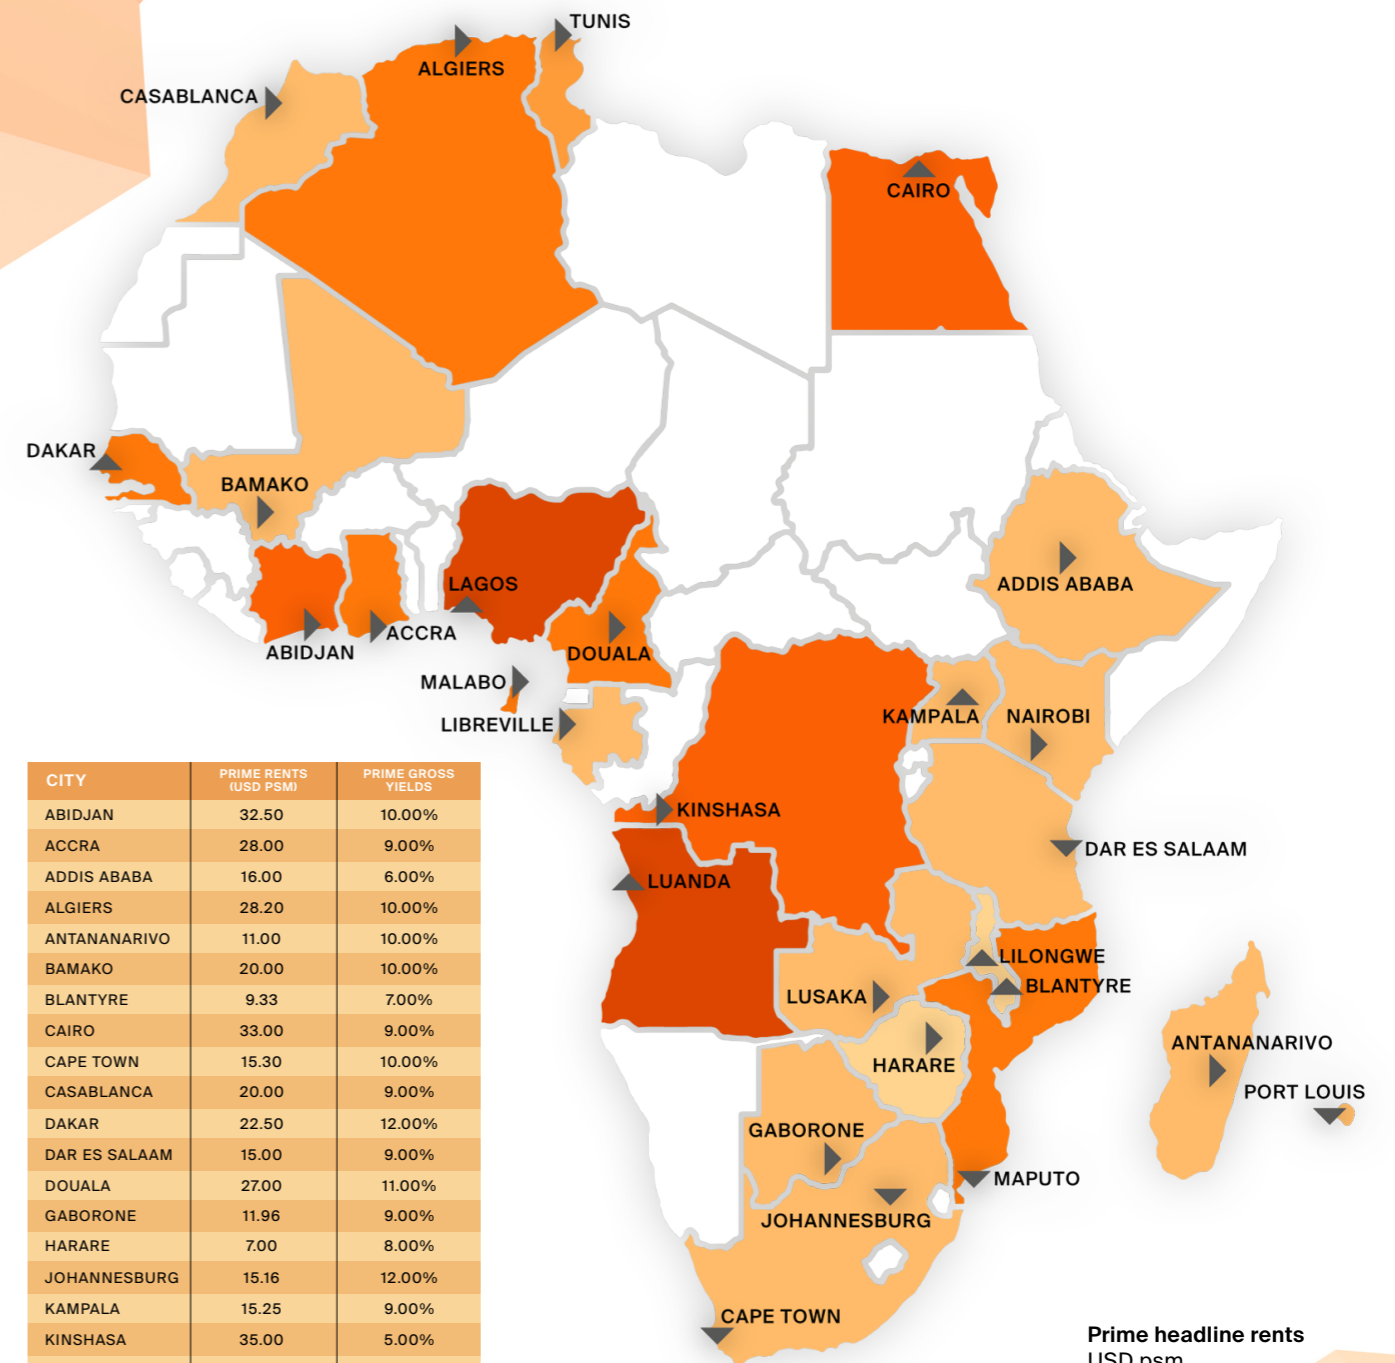 TUNIS
ALGIERS
CASABLANCA
CAIRO
DAKAR
BAMAKO
LAGOS
ADDIS ABABA
ACCRA
ABIDJAN
DOUALA
MALABO
LIBREVILLE
KAMPALA
NAIROBI
KINSHASA
DAR ES SALAAM
LUANDA
LILONGWE
BLANTYRE
LUSAKA
HARARE
ANTANANARIVO
PORT LOUIS
GABORONE
MAPUTO
JOHANNESBURG
CAPE TOWN
CITY PRIME RENTS (USD PSM) PRIME GROSS YIELDS
ABIDJAN 32.50 10.00%
ACCRA 28.00 9.00%
ADDIS ABABA 16.00 6.00%
ALGIERS 28.20 10.00%
ANTANANARIVO 11.00 10.00%
BAMAKO 20.00 10.00%
BLANTYRE 9.33 7.00%
CAIRO 33.00 9.00%
CAPE TOWN 15.30 10.00%
CASABLANCA 20.00 9.00%
DAKAR 22.50 12.00%
DAR ES SALAAM 15.00 9.00%
DOUALA 27.00 11.00%
GABORONE 11.96 9.00%
HARARE 7.00 8.00%
JOHANNESBURG 15.16 12.00%
KAMPALA 15.25 9.00%
KINSHASA 35.00 5.00%
Prime headline rents
USD psm